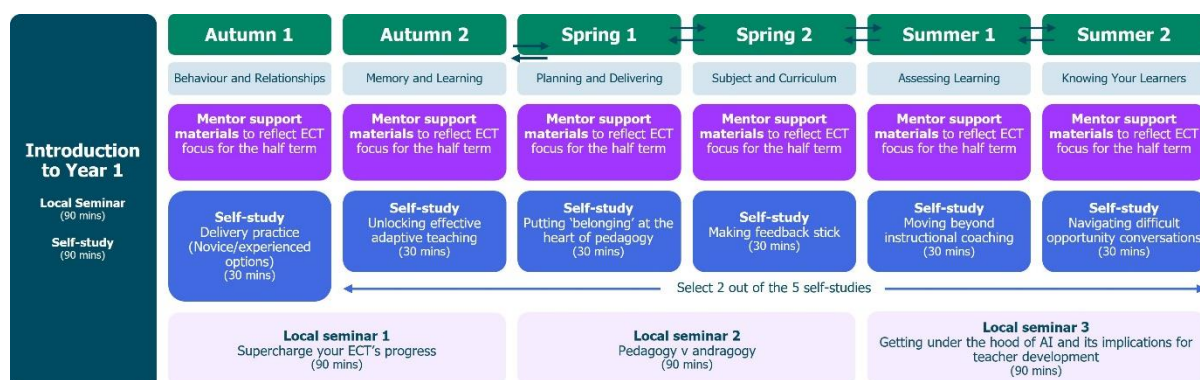 Introduction
to Year 1
Local Seminar
(90 mins)
Self-study
(90 mins)
Autumn 1
Autumn 2
Spring 1
Spring 2
Summer 1
Summer 2
Behaviour and Relationships
Memory and Learning
Planning and Delivering
Subject and Curriculum
Assessing Learning
Knowing Your Learners
Mentor support
materials to reflect ECT
focus for the half term
Mentor support
materials to reflect ECT
focus for the half term
Mentor support
materials to reflect ECT
focus for the half term
Mentor support
materials to reflect ECT
focus for the half term
Mentor support
materials to reflect ECT
focus for the half term
Mentor support
materials to reflect ECT
focus for the half term
Self-study
Delivery practice
(Novice/experienced
options)
(30 mins)
Self-study
Unlocking effective
adaptive teaching
(30 mins)
Self-study
Putting ‘belonging’ at the
heart of pedagogy
(30 mins)
Self-study
Making feedback stick
(30 mins)
Self-study
Moving beyond
instructional coaching
(30 mins)
Self-study
Navigating difficult
opportunity conversations
(30 mins)
Select 2 out of the 5 self-studies
Local seminar 1
Supercharge your ECT’s progress
(90 mins)
Local seminar 2
Pedagogy v andragogy
(90 mins)
Local seminar 3
Getting under the hood of AI and its implications for
teacher development
(90 mins)